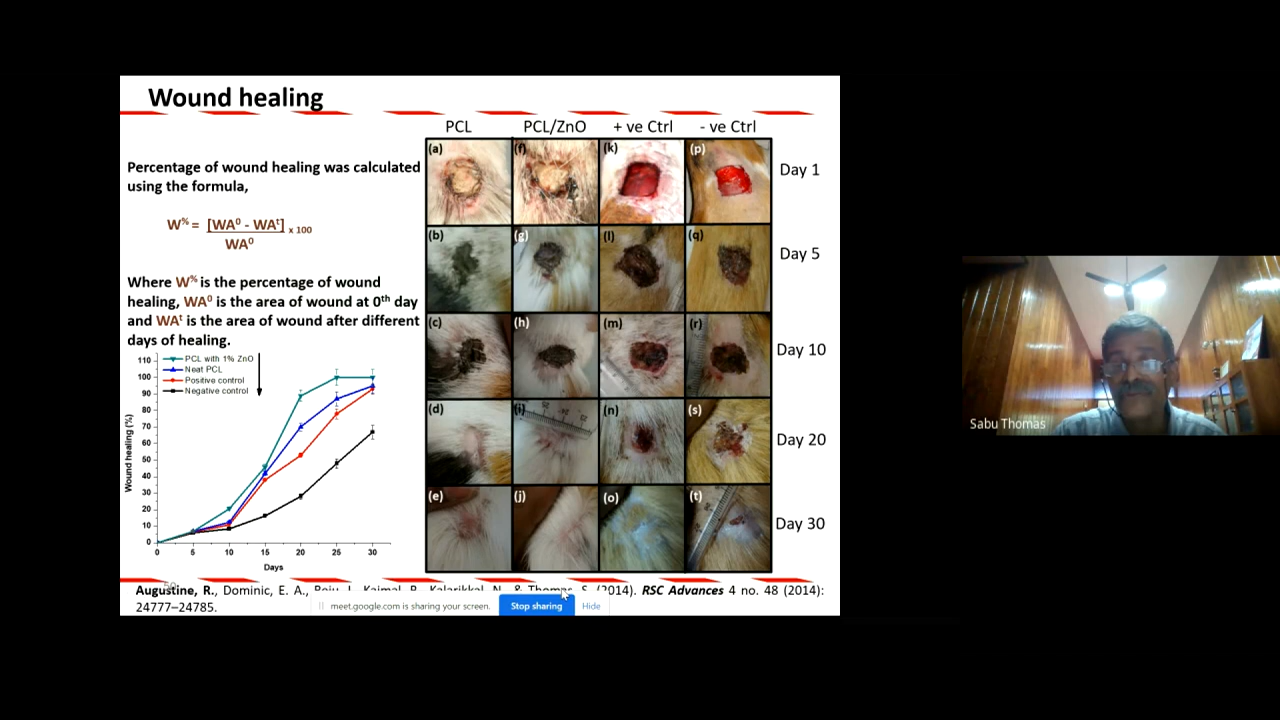 Wound healing
PCL PCL/ZnO + ve Ctrl - ve Ctrl
Percentage of wound healing was calculated
using the formula,
W% = [WA0 - WAt] x 100
WA0
Where W% is the percentage of wound
healing, WA0 is the area of wound at 0th day
and WAt is the area of wound after different
days of healing.
(a) (f) (k) (p) Day 1
(b) (g) (l) (q) Day 5
(c) (h) (m) (r) Day 10
(d) (i) (n) (s) Day 20
(e) (j) (o) (t) Day 30
PCL with 1% ZnO
Neat PCL
Positive control
Negative control
Wound healing (%)
110
100
90
80
70
60
50
40
30
20
10
0
0 5 10 15 20 25 30
Days
50
Augustine, R., Dominic, E. A., Kalarikkal, N., & Thomas, S. (2014). RSC Advances 4 no. 48 (2014):
24777–24785.
meet.google.com is sharing your screen. Stop sharing Hide
Sabu Thomas